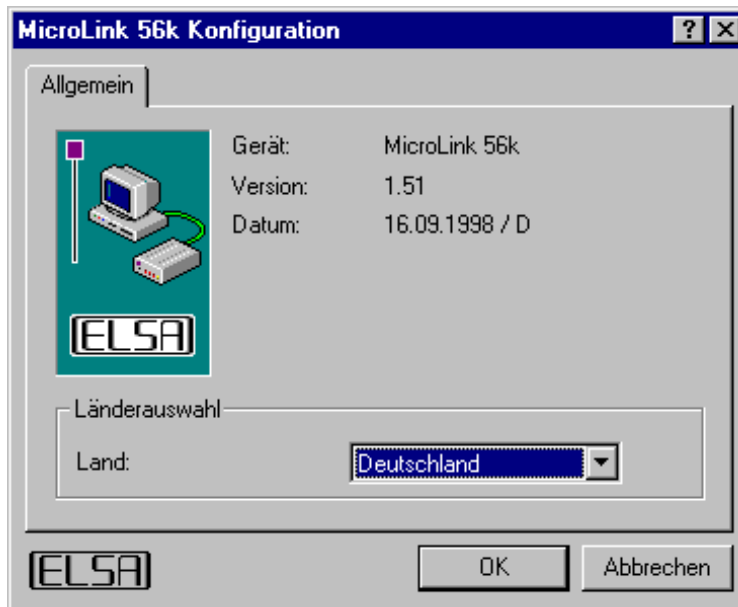 MicroLink 56k Konfiguration
Allgemein
Gerät: MicroLink 56k
Version: 1.51
Datum: 16.09.1998 / D
ELSA
Länderauswahl
Land: Deutschland
ELSA
OK
Abbrechen